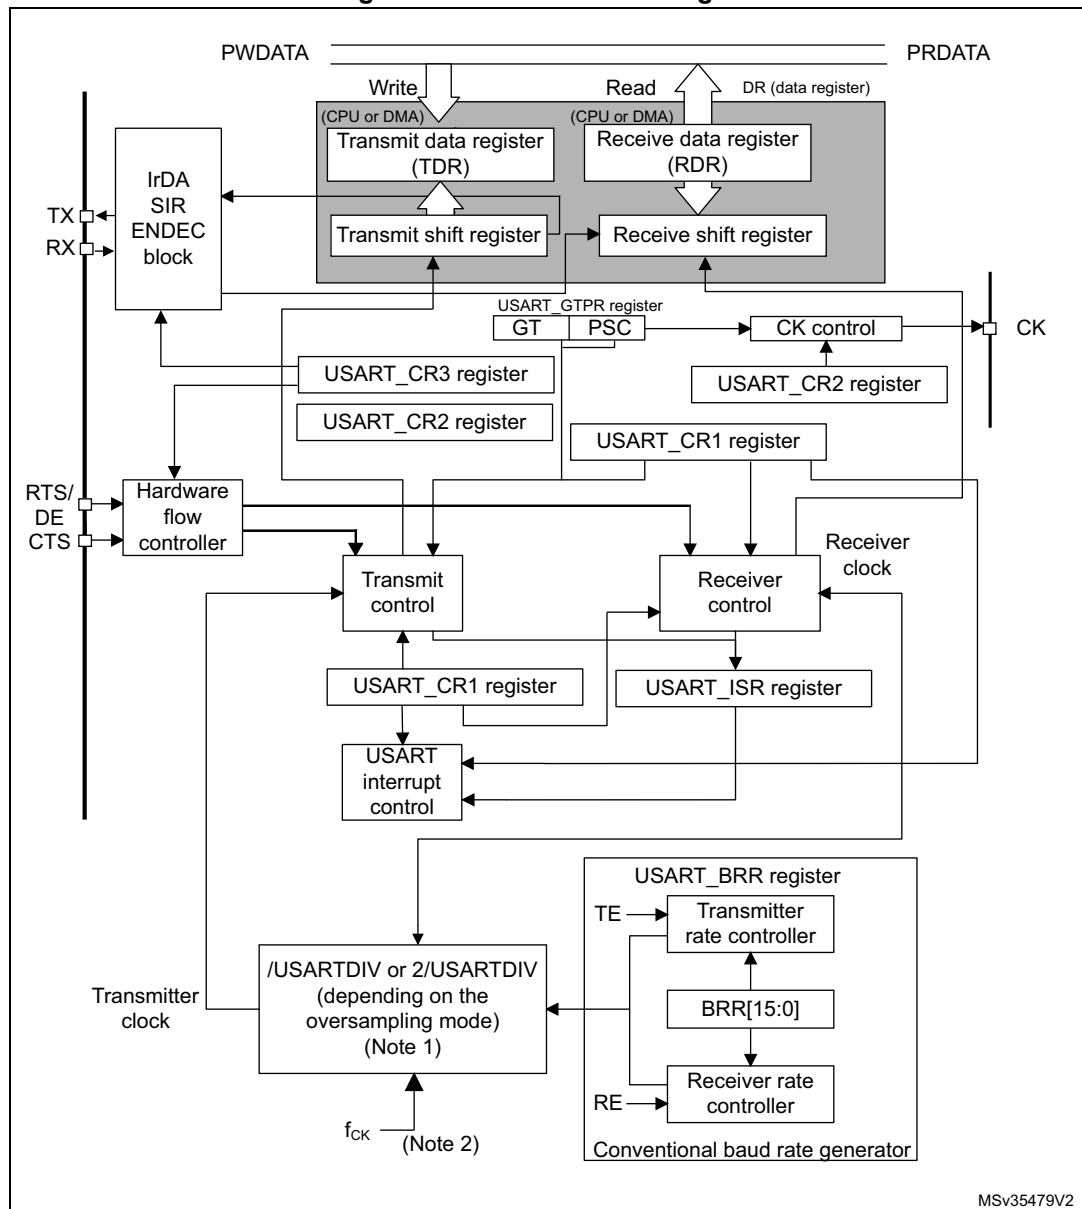 PWDATA
PRDATA
Write
Read
DR (data register)
(CPU or DMA)
(CPU or DMA)
Transmit data register
(TDR)
Receive data register
(RDR)
IrDA
SIR
ENDEC
block
TX
RX
Transmit shift register
Receive shift register
USART_GTPR register
GT
PSC
CK control
CK
USART_CR3 register
USART_CR2 register
USART_CR2 register
USART_CR1 register
RTS/
DE
CTS
Hardware
flow
controller
Transmit
control
Receiver
control
Receiver
clock
USART_CR1 register
USART_ISR register
USART
interrupt
control
USART_BRR register
TE
Transmitter
rate controller
/USARTDIV or 2/USARTDIV
(depending on the
oversampling mode)
(Note 1)
Transmitter
clock
BRR[15:0]
RE
Receiver rate
controller
fCK
(Note 2)
Conventional baud rate generator
MSv35479V2